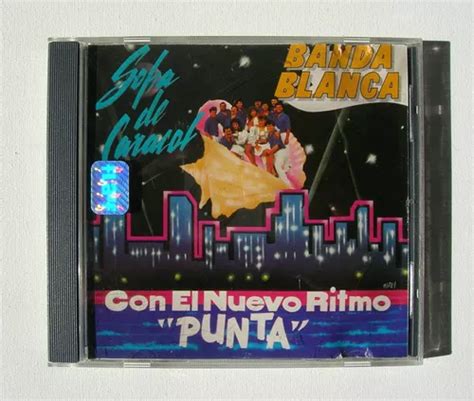 Sopa
de
Caracol
BANDA
BLANCA
Con El Nuevo Ritmo
"PUNTA"